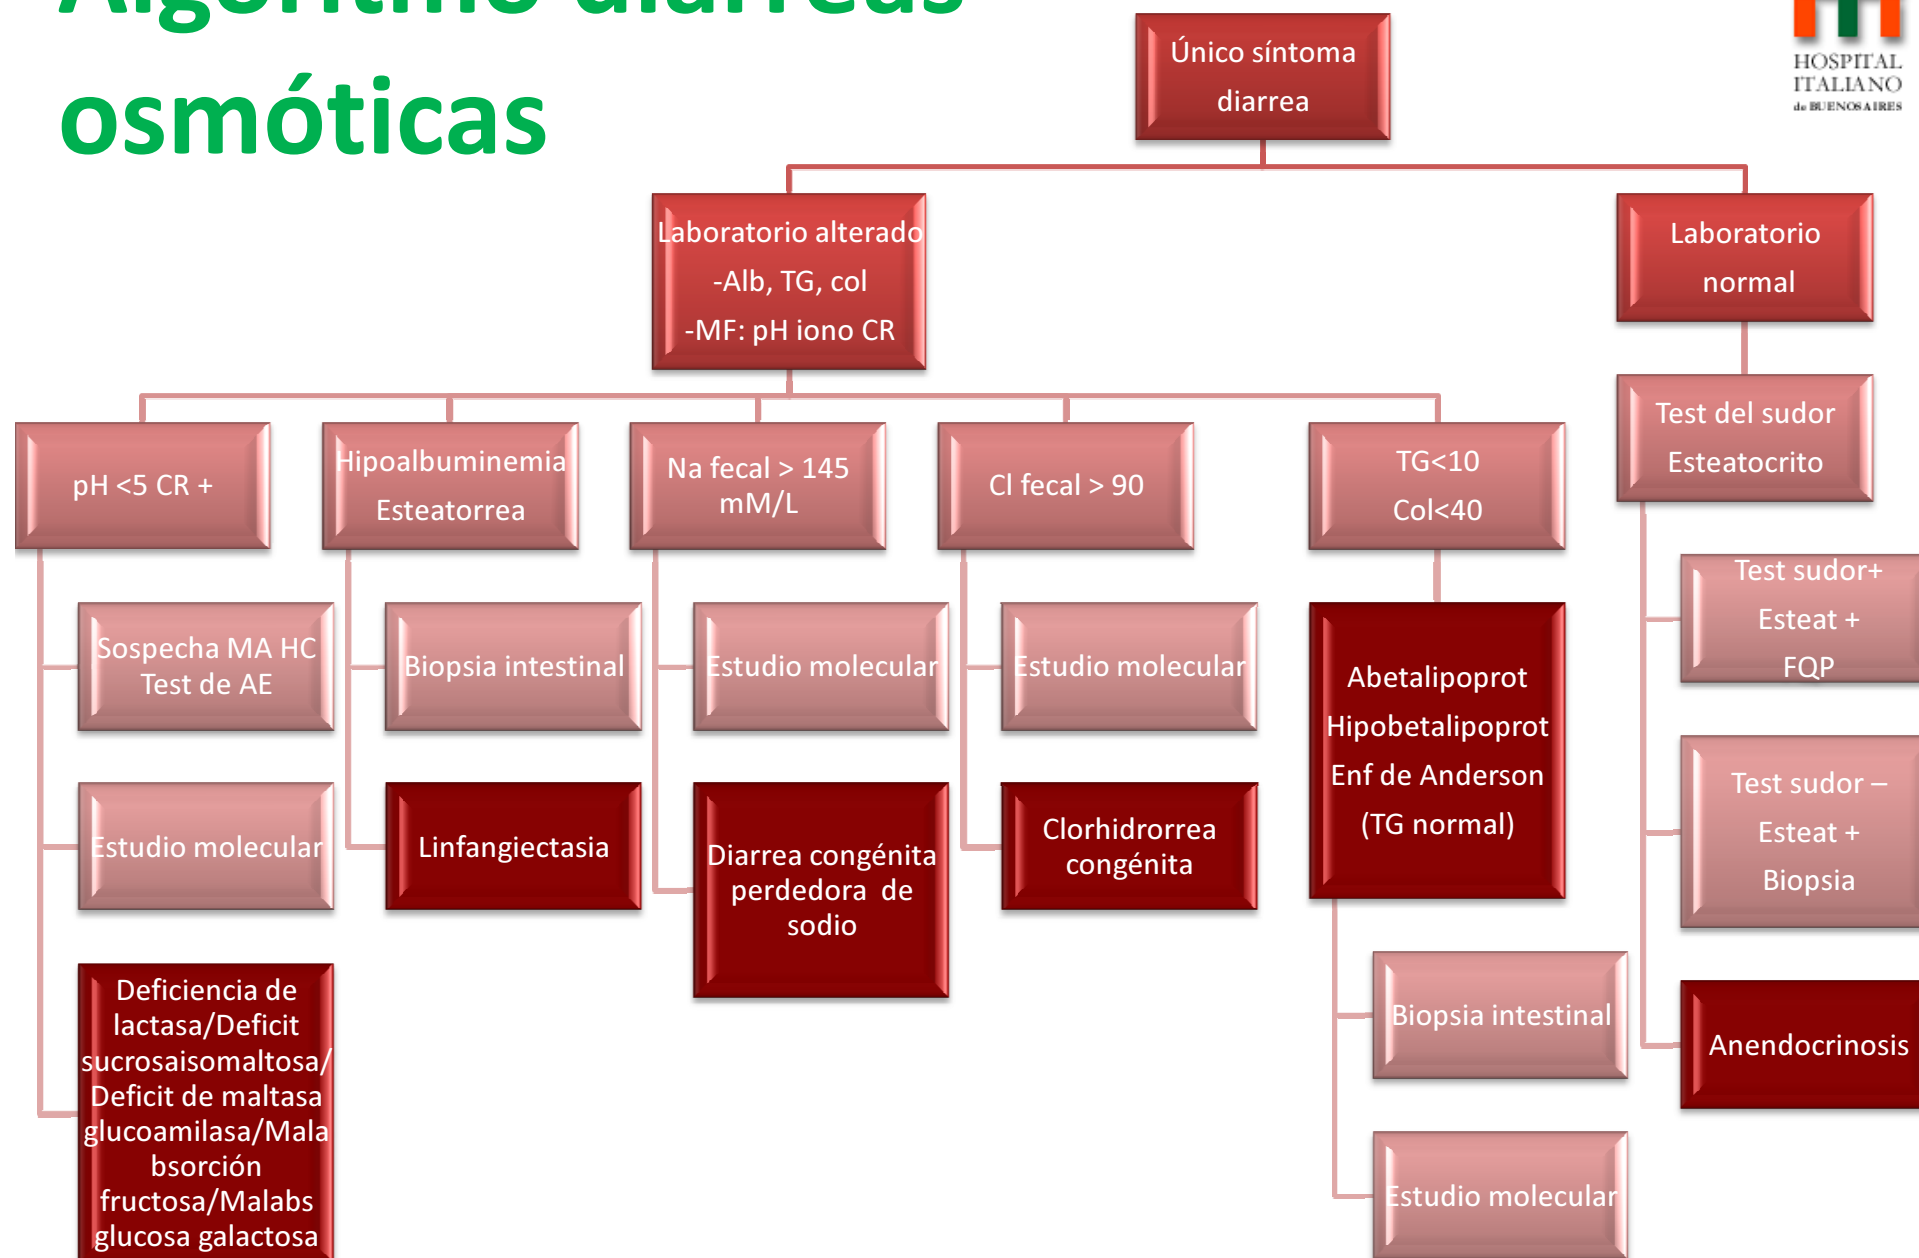 Algoritmo diarreas
osmóticas
HOSPITAL
ITALIANO
de BUENOS AIRES
Único síntoma
diarrea
Laboratorio alterado
-Alb, TG, col
-MF: pH iono CR
Laboratorio
normal
pH <5 CR +
Hipoalbuminemia
Esteatorrea
Na fecal > 145
mM/L
Cl fecal > 90
TG<10
Col<40
Test del sudor
Esteatocrito
Sospecha MA HC
Test de AE
Estudio molecular
Deficiencia de
lactasa/Deficit
sucrosaisomaltosa/
Deficit de maltasa
glucoamilasa/Mala
bsorción
fructosa/Malabs
glucosa galactosa
Biopsia intestinal
Linfangiectasia
Estudio molecular
Diarrea congénita
perdedora de
sodio
Estudio molecular
Clorhidrorrea
congénita
Abetalipoprot
Hipobetalipoprot
Enf de Anderson
(TG normal)
Biopsia intestinal
Estudio molecular
Test sudor+
Esteat +
FQP
Test sudor –
Esteat +
Biopsia
Anendocrinosis